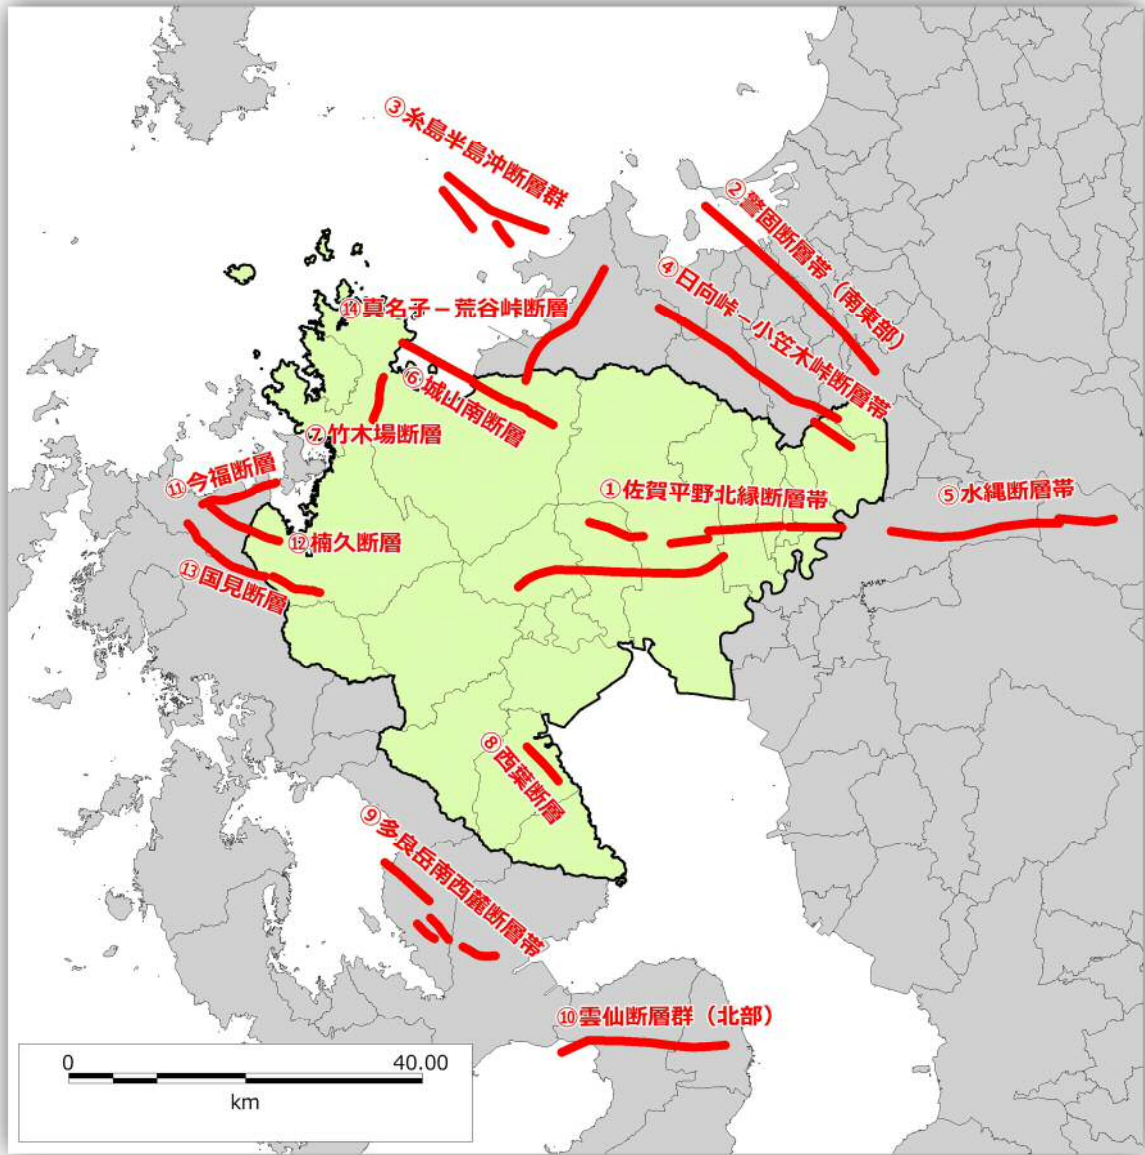 ③糸島半島沖断層群
②警固断層帯（南東部）
④日向峠－小笠木峠断層帯
⑭真名子－荒谷峠断層
⑥城山南断層
⑦竹木場断層
⑪今福断層
①佐賀平野北縁断層帯
⑤水縄断層帯
⑫楠久断層
⑬国見断層
⑧西葉断層
⑨多良岳南西麓断層帯
⑩雲仙断層群（北部）
0 40.00
km